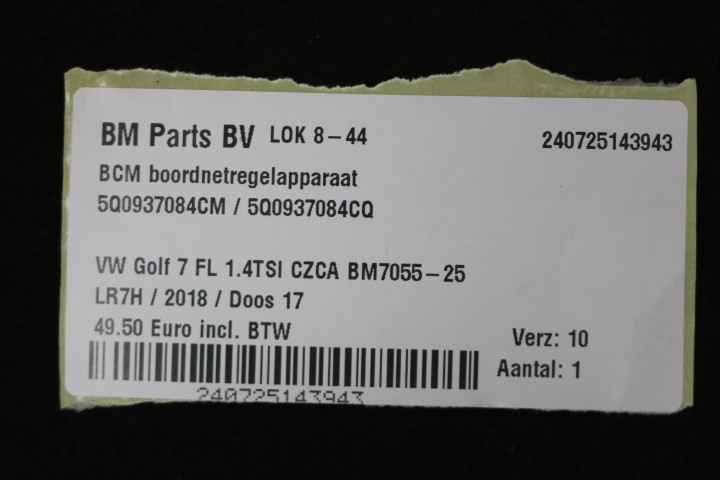 BM Parts BV LOK 8-44 240725143943
BCM boordnetregelapparaat
5Q0937084CM / 5Q0937084CQ
VW Golf 7 FL 1.4TSI CZCA BM7055-25
LR7H / 2018 / Doos 17
49.50 Euro incl. BTW Verz: 10
Aantal: 1
240725143943